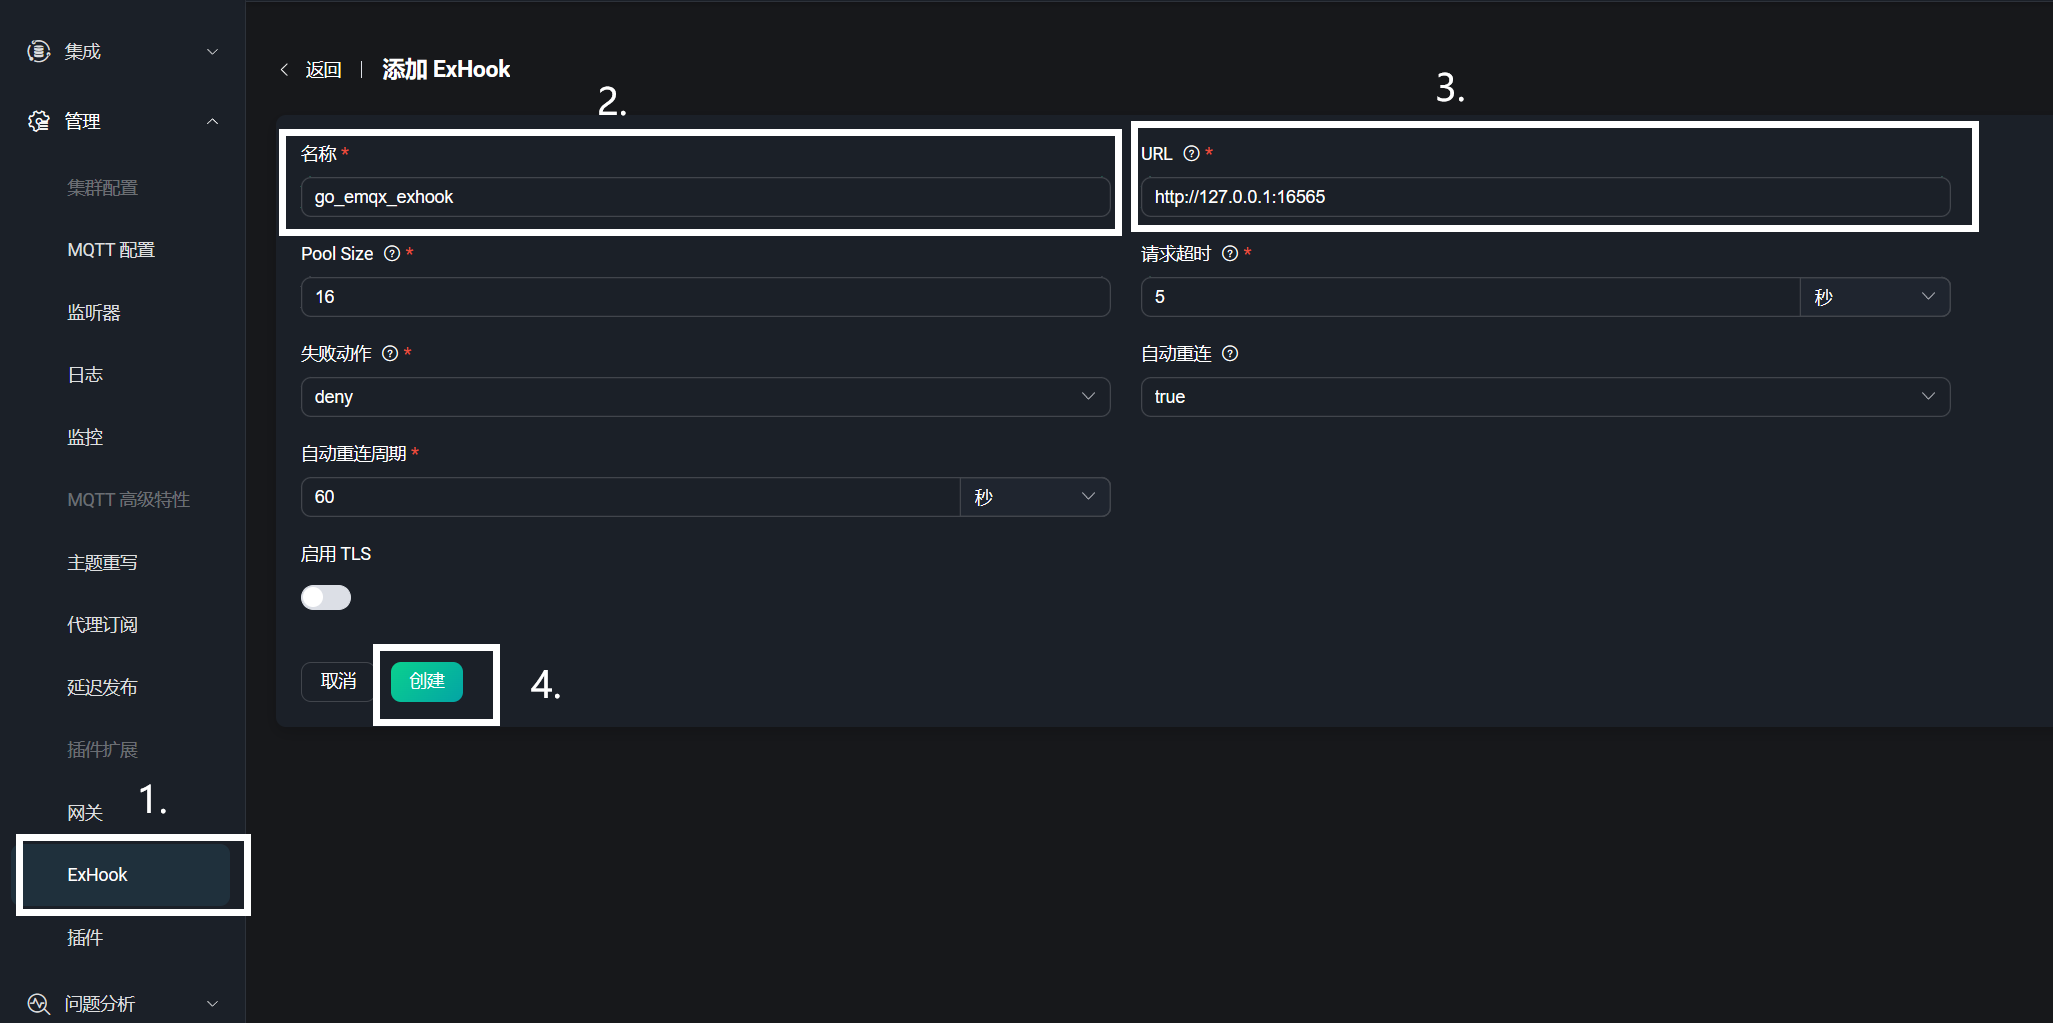 集成
管理
集群配置
MQTT 配置
监听器
日志
监控
MQTT 高级特性
主题重写
代理订阅
延迟发布
插件扩展
网关
1.
ExHook
插件
问题分析
返回
添加 ExHook
2.
3.
名称 *
go_emqx_exhook
URL ? *
http://127.0.0.1:16565
Pool Size ? *
16
请求超时 ? *
5
秒
失败动作 ? *
deny
自动重连 ?
true
自动重连周期 *
60
秒
启用 TLS
取消
创建
4.